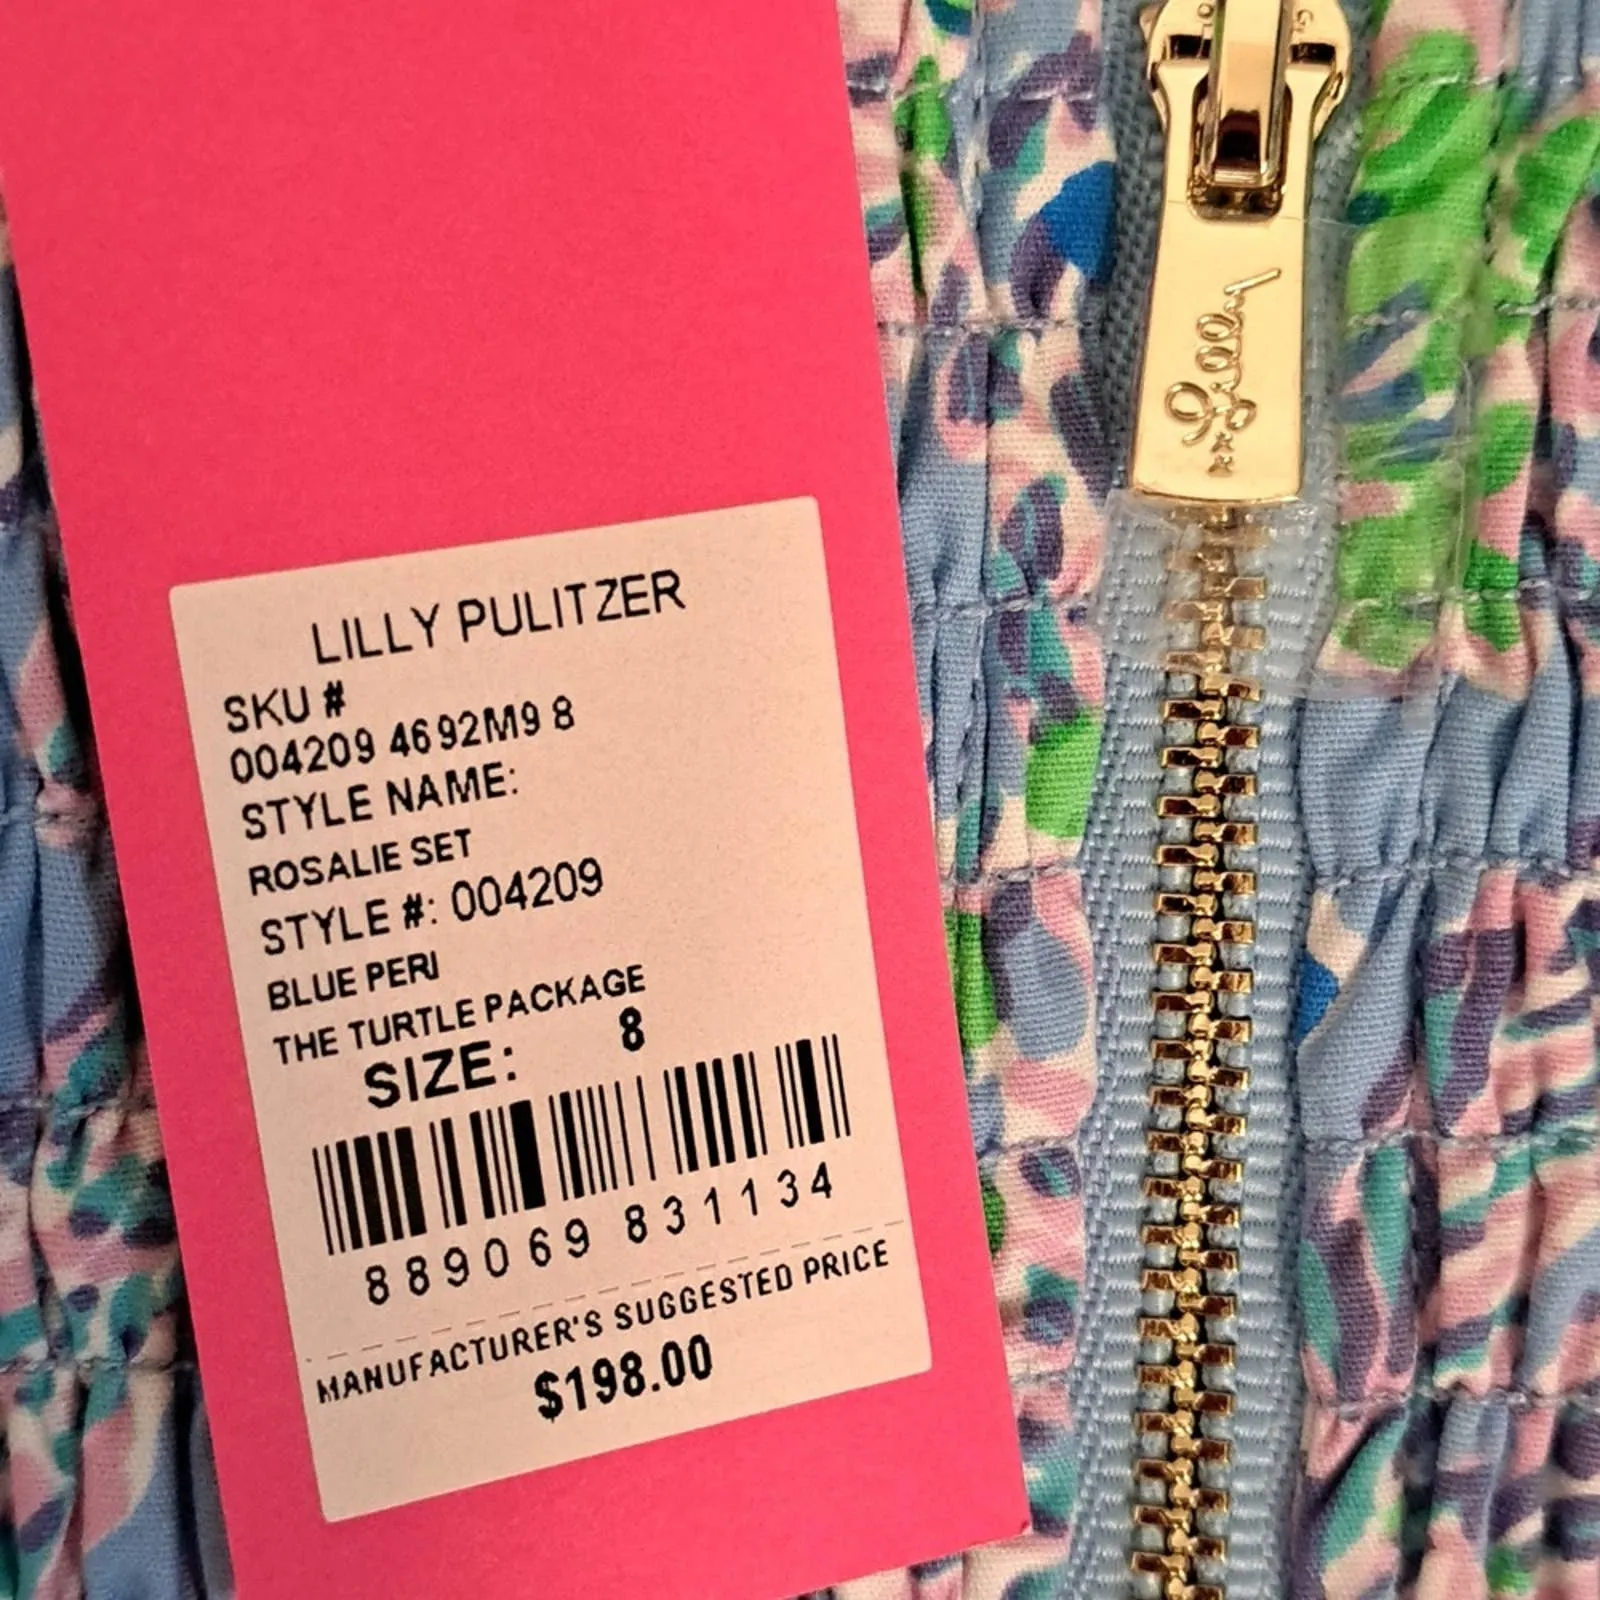 LILLY PULITZER
SKU #
004209 4692M9 8
STYLE NAME:
ROSALIE SET
STYLE #: 004209
BLUE PERI
THE TURTLE PACKAGE
SIZE: 8
889069 831134
MANUFACTURER'S SUGGESTED PRICE
$198.00
Lilly